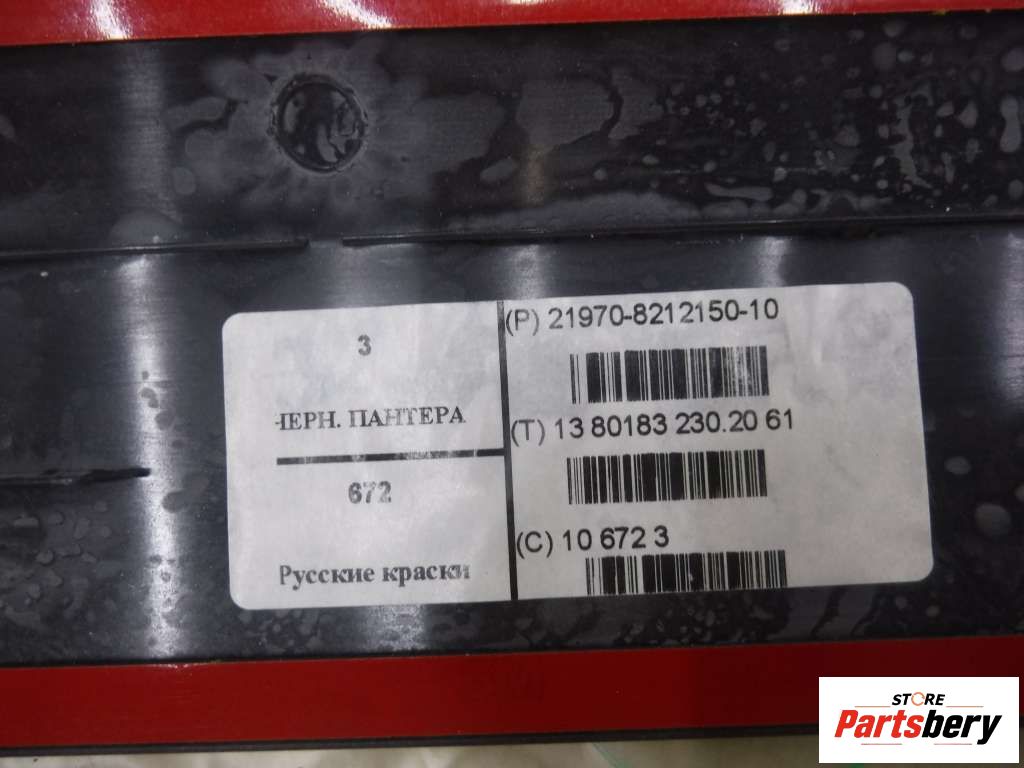 3
ЧЕРН. ПАНТЕРА
672
Русские краски
(P) 21970-8212150-10
(T) 13 80183 230.20 61
(C) 10 672 3
STORE
Partsbery